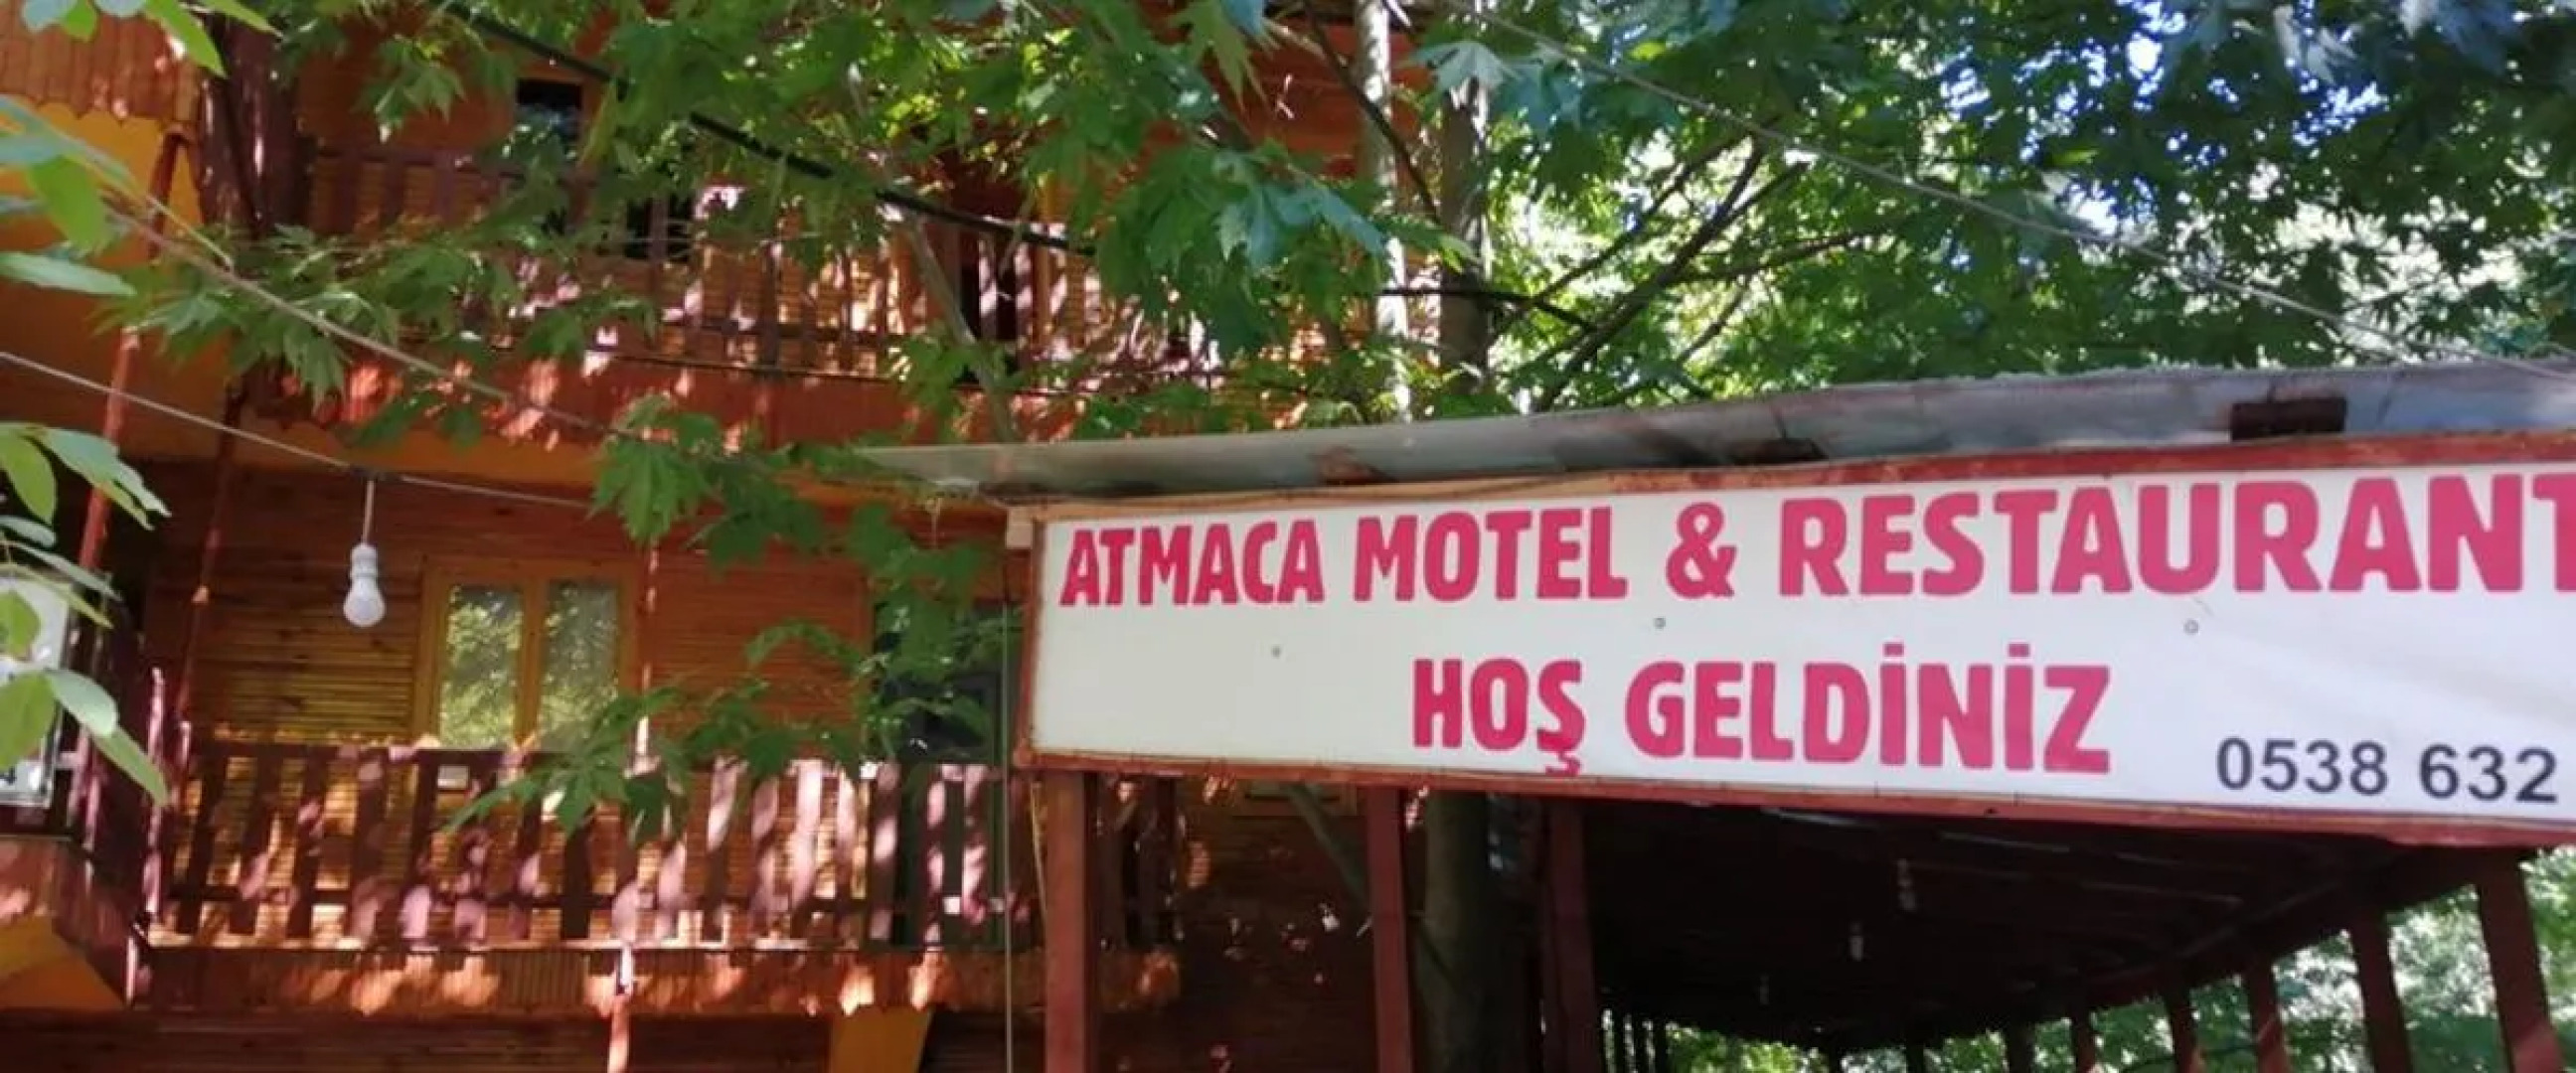 ATMACA MOTEL & RESTAURANT
HOŞ GELDİNİZ
0538 632